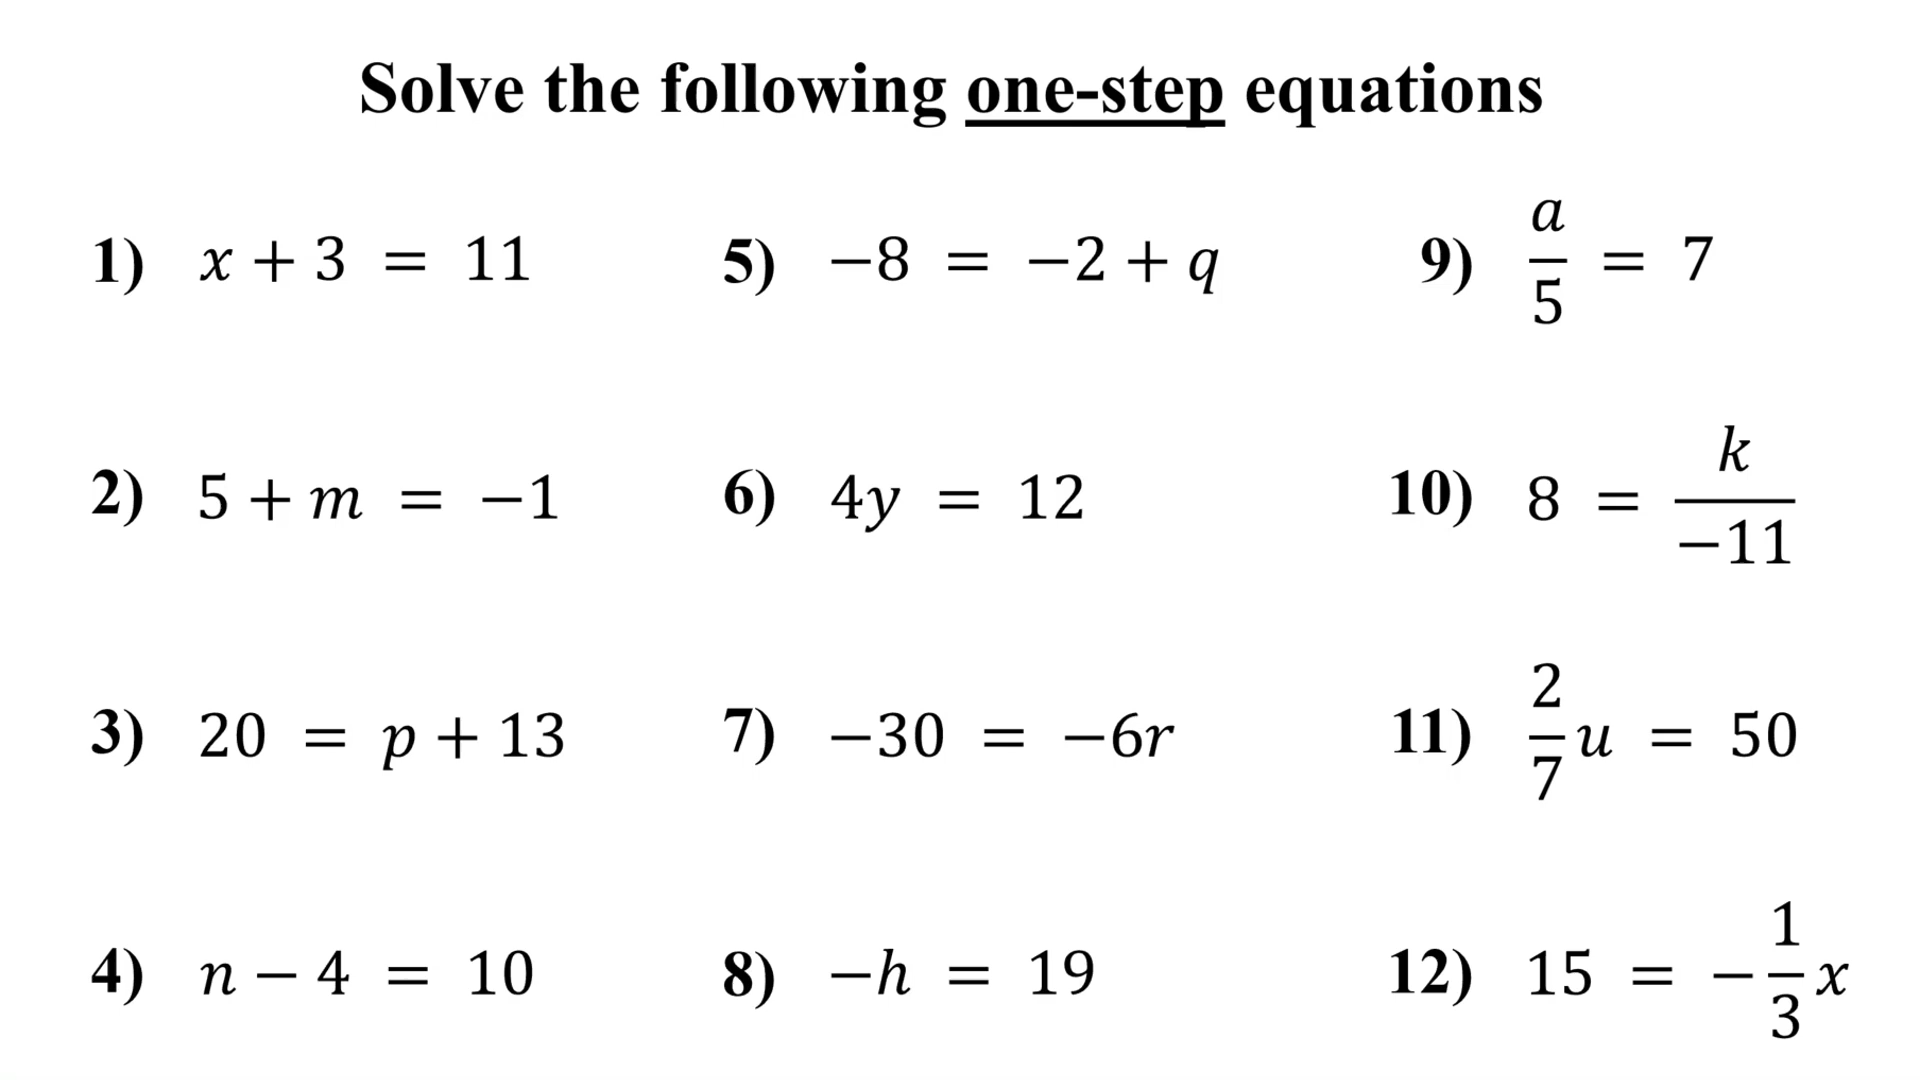 Solve the following one-step equations
1) x + 3 = 11
2) 5 + m = −1
3) 20 = p + 13
4) n − 4 = 10
5) −8 = −2 + q
6) 4y = 12
7) −30 = −6r
8) −h = 19
9) a/5 = 7
10) 8 = k/−11
11) 2/7 u = 50
12) 15 = −1/3 x